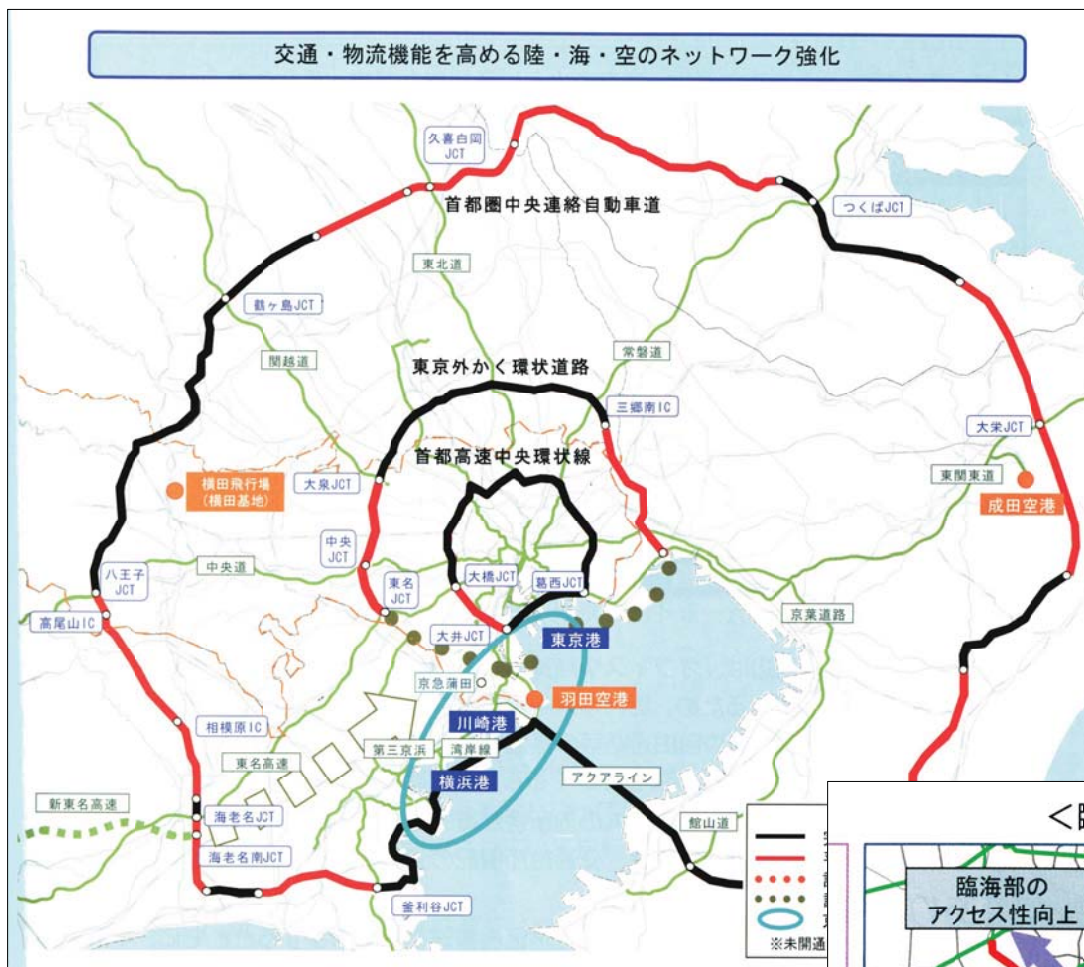 交通・物流機能を高める陸・海・空のネットワーク強化
久喜白岡
JCT
首都圏中央連絡自動車道
つくばJCT
東北道
鶴ヶ島JCT
関越道
常磐道
東京外かく環状道路
三郷南IC
大栄JCT
首都高速中央環状線
東関東道
横田飛行場
(横田基地)
大泉JCT
成田空港
中央
JCT
中央道
八王子
JCT
東名
JCT
大橋JCT
葛西JCT
高尾山IC
京葉道路
大井JCT
東京港
京急蒲田
羽田空港
相模原IC
川崎港
第三京浜
湾岸線
東名高速
横浜港
アクアライン
新東名高速
海老名JCT
館山道
海老名南JCT
釜利谷JCT
※未開通
臨海部の
アクセス性向上